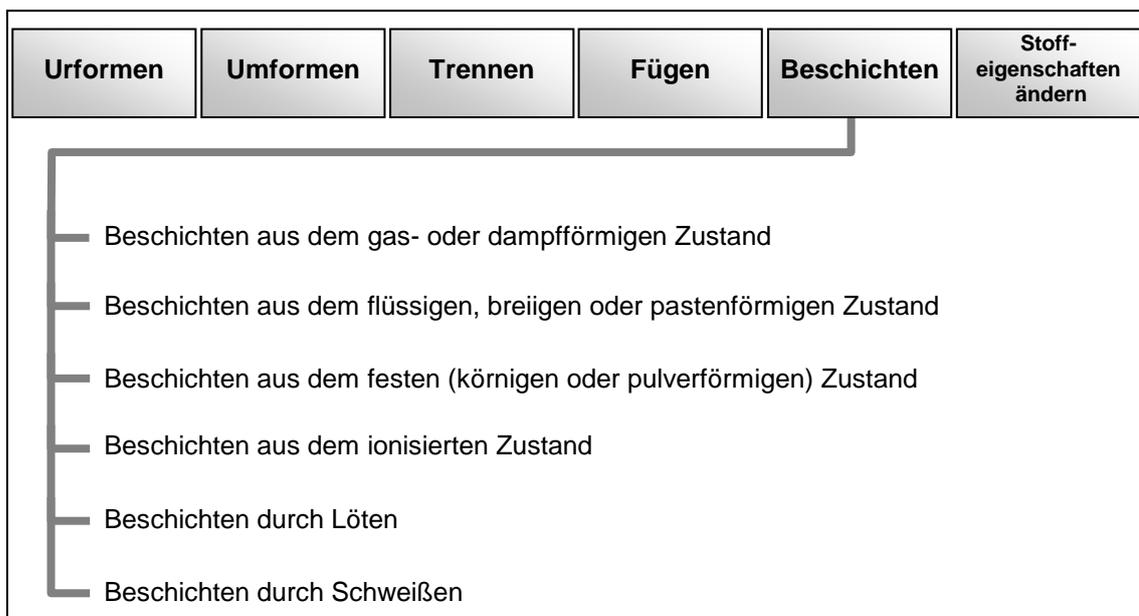 Urformen
Umformen
Trennen
Fügen
Beschichten
Stoff-
eigenschaften
ändern
Beschichten aus dem gas- oder dampfförmigen Zustand
Beschichten aus dem flüssigen, breiigen oder pastenförmigen Zustand
Beschichten aus dem festen (körnigen oder pulverförmigen) Zustand
Beschichten aus dem ionisierten Zustand
Beschichten durch Löten
Beschichten durch Schweißen